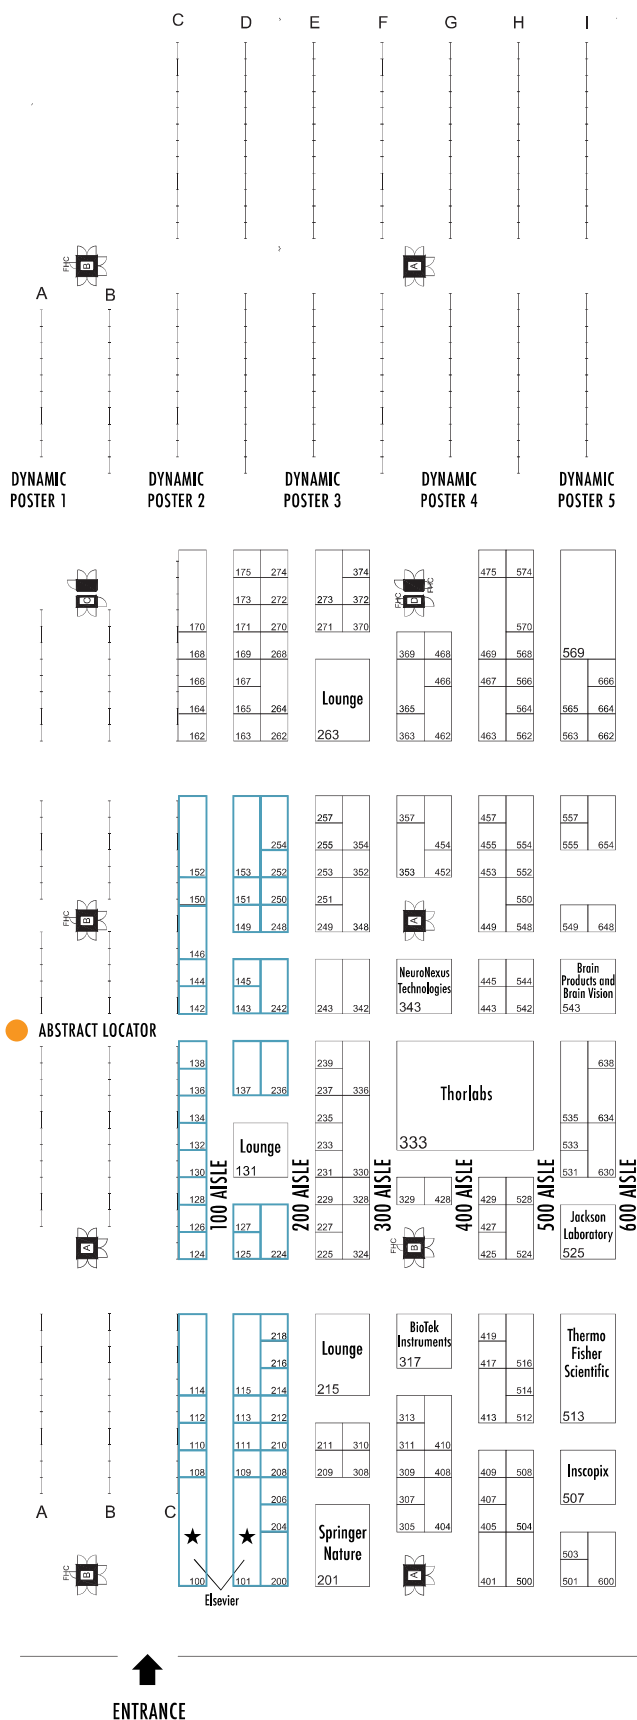 C D E F G H I
FHC B A
A B
DYNAMIC POSTER 1
DYNAMIC POSTER 2
DYNAMIC POSTER 3
DYNAMIC POSTER 4
DYNAMIC POSTER 5
175 274 374 475 574
C FHC D FHC
173 272 273 372
170 171 270 271 370 570
168 169 268 369 468 469 568 569
166 167 466 467 566 666
Lounge
164 165 264 365 564 565 664
162 163 262 263 363 462 463 562 563 662
257 357 457 557
254 255 354 454 455 554 555 654
152 153 252 253 352 353 452 453 552
150 151 250 251 550
FHC B A
149 248 249 348 449 548 549 648
146
144 145 445 544
NeuroNexus
Technologies
Brain
Products and
Brain Vision
142 143 242 243 342 343 443 542 543
ABSTRACT LOCATOR
138 239 638
Thorlabs
136 137 236 237 336
134 235 535 634
132 233 333 533
Lounge
130 131 231 330 531 630
100 AISLE
200 AISLE
300 AISLE
400 AISLE
500 AISLE
600 AISLE
128 229 328 329 428 429 528
126 127 227 427
Jackson
Laboratory
A FHC B
124 125 224 225 324 425 524 525
218 419
BioTek
Instruments
216 317 417 516
Lounge
Thermo
Fisher
Scientific
114 115 214 215 514
112 113 212 313 413 512 513
110 111 210 211 310 311 410
108 109 208 209 308 309 408 409 508
Inscopix
206 307 407 507
A B C
204 305 404 405 504
Springer
Nature
503
FHC B A
100 101 200 201 401 500 501 600
Elsevier
ENTRANCE